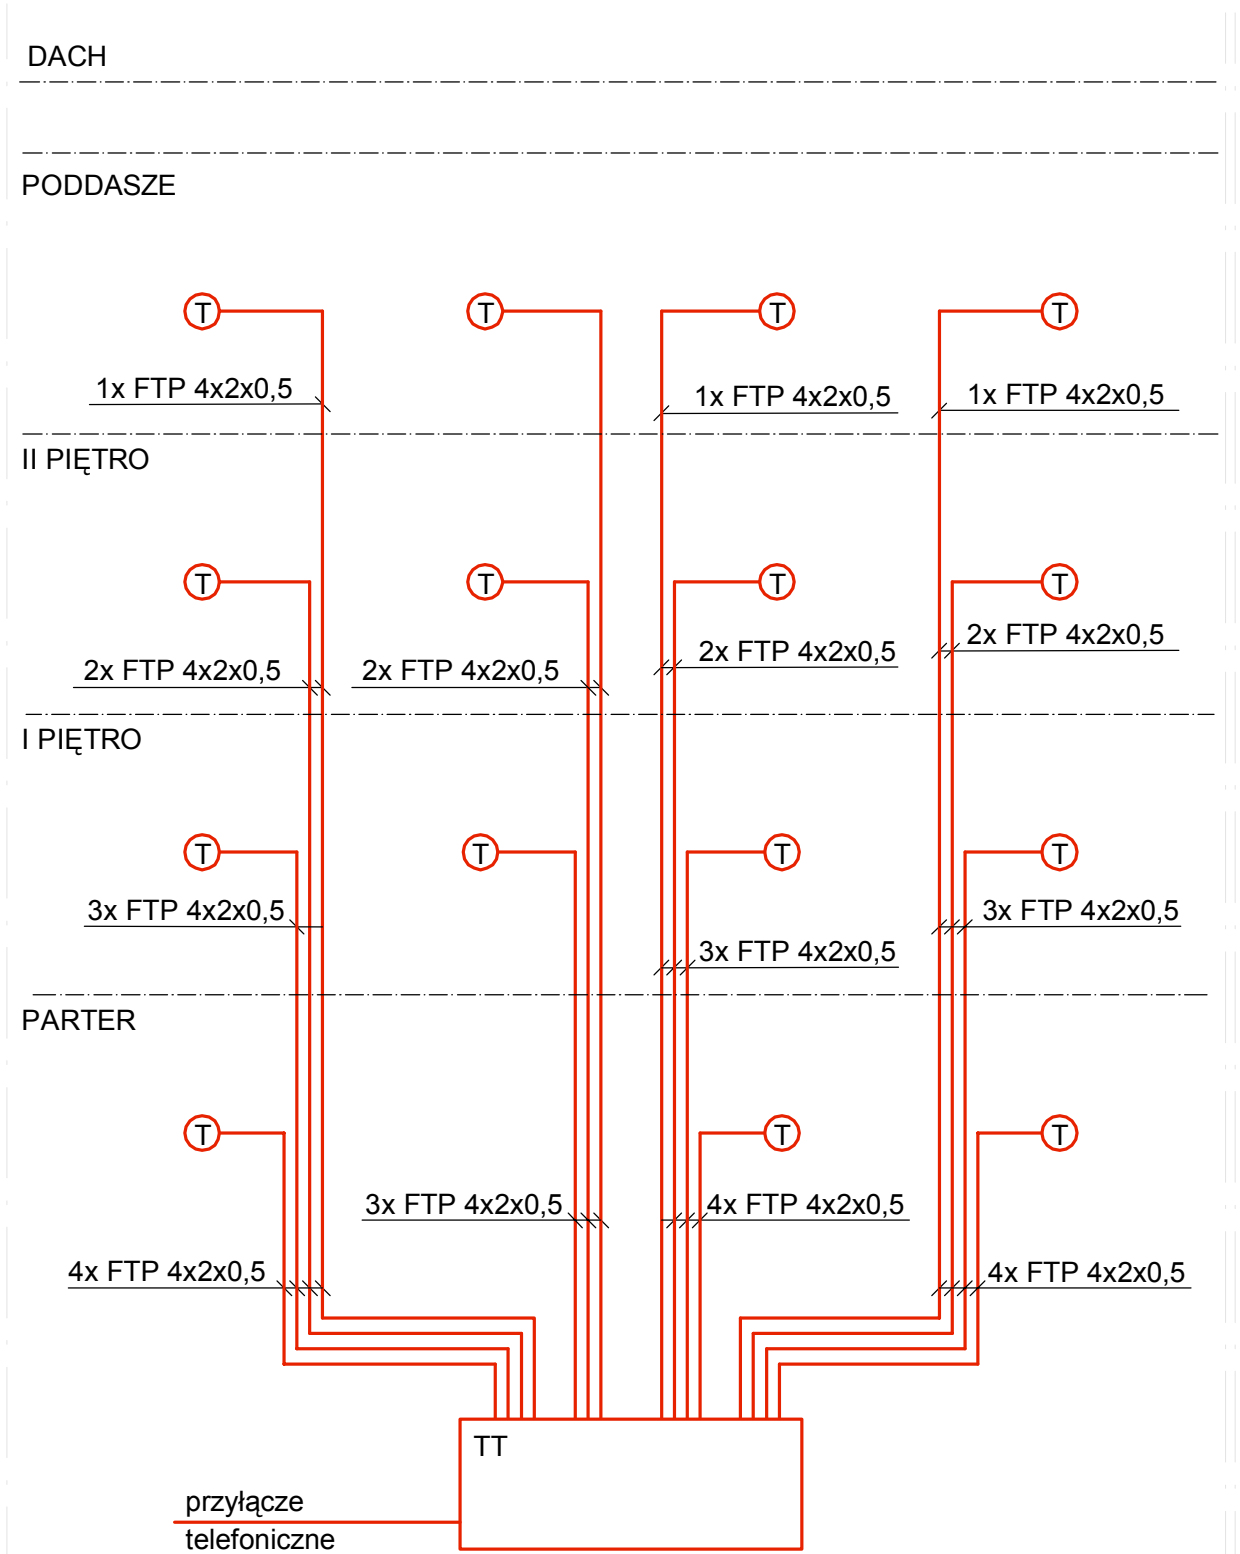 DACH
PODDASZE
T
T
T
T
1x FTP 4x2x0,5
1x FTP 4x2x0,5
1x FTP 4x2x0,5
II PIĘTRO
T
T
T
T
2x FTP 4x2x0,5
2x FTP 4x2x0,5
2x FTP 4x2x0,5
2x FTP 4x2x0,5
I PIĘTRO
T
T
T
T
3x FTP 4x2x0,5
3x FTP 4x2x0,5
3x FTP 4x2x0,5
PARTER
T
T
T
3x FTP 4x2x0,5
4x FTP 4x2x0,5
4x FTP 4x2x0,5
4x FTP 4x2x0,5
TT
przyłącze
telefoniczne